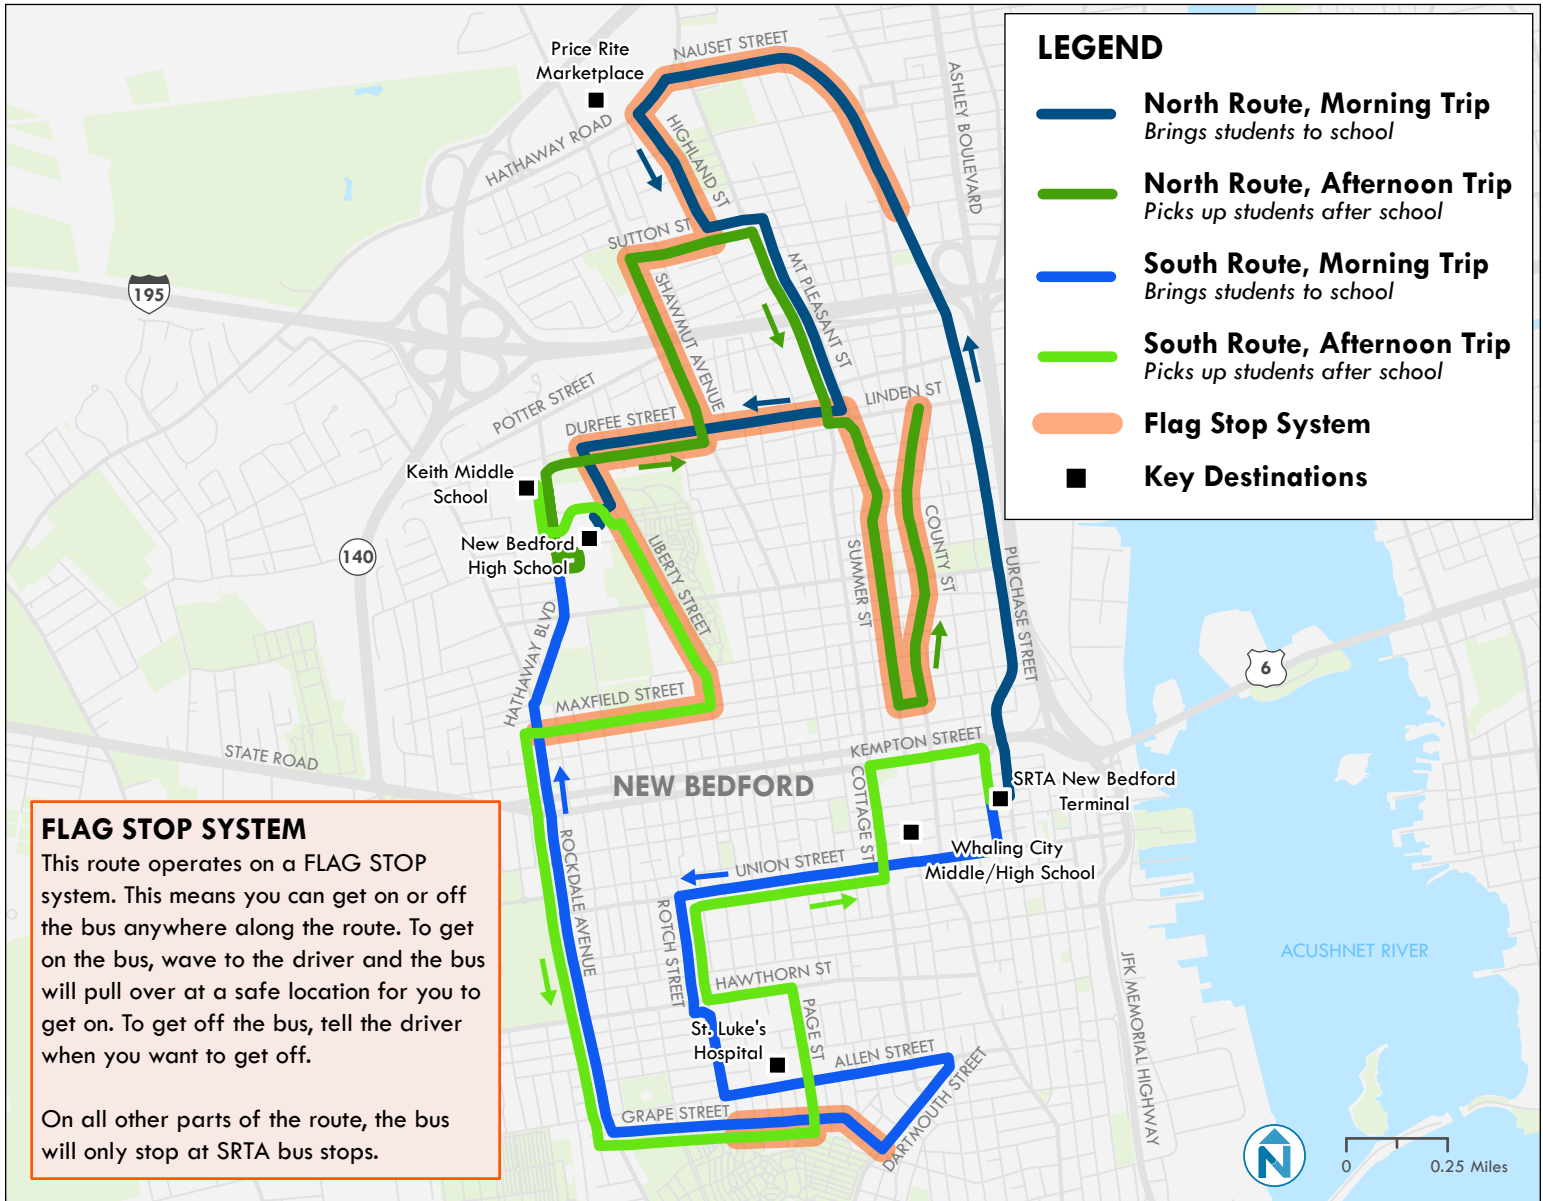 Price Rite
Marketplace
NAUSET STREET
HATHAWAY ROAD
HIGHLAND ST
ASHLEY BOULEVARD
SUTTON ST
SHAWMUT AVENUE
MT PLEASANT ST
195
POTTER STREET
DURFEE STREET
LINDEN ST
Keith Middle
School
New Bedford
High School
140
LIBERTY STREET
SUMMER ST
COUNTY ST
PURCHASE STREET
HATHAWAY BLVD
MAXFIELD STREET
6
STATE ROAD
KEMPTON STREET
NEW BEDFORD
COTTAGE ST
SRTA New Bedford
Terminal
Whaling City
Middle/High School
UNION STREET
ROCKDALE AVENUE
ROTCH STREET
HAWTHORN ST
PAGE ST
St. Luke's
Hospital
ALLEN STREET
GRAPE STREET
DARTMOUTH STREET
JFK MEMORIAL HIGHWAY
ACUSHNET RIVER
LEGEND
North Route, Morning Trip
Brings students to school
North Route, Afternoon Trip
Picks up students after school
South Route, Morning Trip
Brings students to school
South Route, Afternoon Trip
Picks up students after school
Flag Stop System
Key Destinations
FLAG STOP SYSTEM
This route operates on a FLAG STOP
system. This means you can get on or off
the bus anywhere along the route. To get
on the bus, wave to the driver and the bus
will pull over at a safe location for you to
get on. To get off the bus, tell the driver
when you want to get off.
On all other parts of the route, the bus
will only stop at SRTA bus stops.
N
0 0.25 Miles